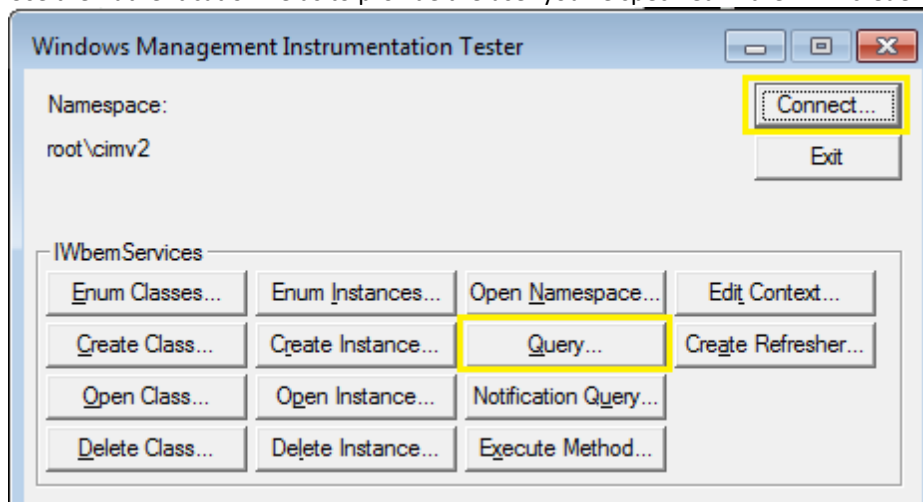 Windows Management Instrumentation Tester
Namespace:
root\cimv2
Connect...
Exit
IWbemServices
Enum Classes... Enum Instances... Open Namespace... Edit Context...
Create Class... Create Instance... Query... Create Refresher...
Open Class... Open Instance... Notification Query...
Delete Class... Delete Instance... Execute Method...